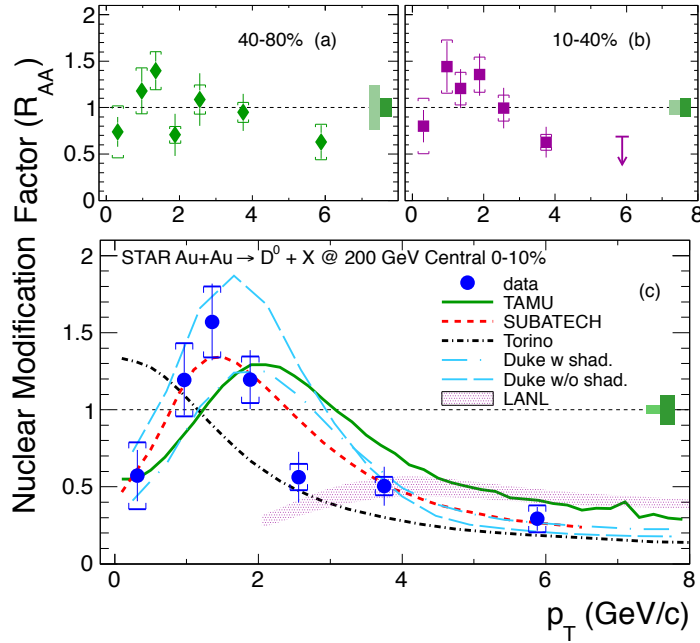 40-80% (a)
10-40% (b)
2
1.5
1
0.5
0
0 2 4 6
0 2 4 6 8
Nuclear Modification Factor (R_AA)
STAR Au+Au → D⁰ + X @ 200 GeV Central 0-10%
(c)
data
TAMU
SUBATECH
Torino
Duke w shad.
Duke w/o shad.
LANL
2
1.5
1
0.5
0
0 2 4 6 8
p_T (GeV/c)